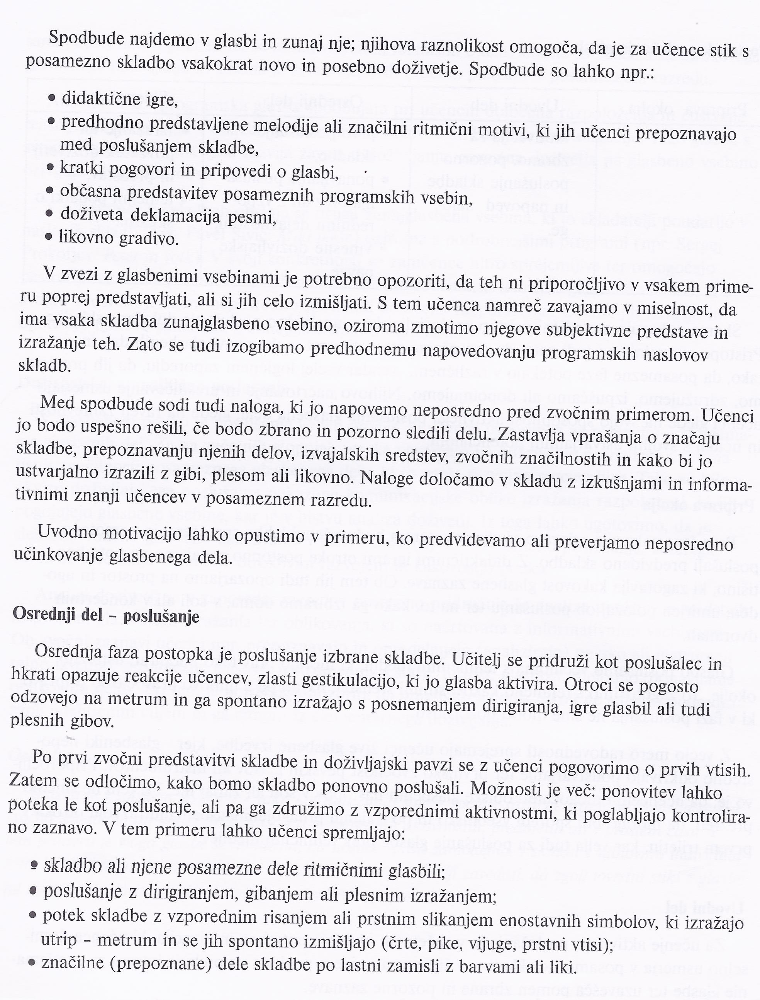 Spodbude najdemo v glasbi in zunaj nje; njihova raznolikost omogoča, da je za učence stik s
posamezno skladbo vsakokrat novo in posebno doživetje. Spodbude so lahko npr.:
• didaktične igre,
• predhodno predstavljene melodije ali značilni ritmični motivi, ki jih učenci prepoznavajo
med poslušanjem skladbe,
• kratki pogovori in pripovedi o glasbi,
• občasna predstavitev posameznih programskih vsebin,
• doživeta deklamacija pesmi,
• likovno gradivo.
V zvezi z glasbenimi vsebinami je potrebno opozoriti, da teh ni priporočljivo v vsakem prime-
ru poprej predstavljati, ali si jih celo izmišljati. S tem učenca namreč zavajamo v miselnost, da
ima vsaka skladba zunajglasbeno vsebino, oziroma zmotimo njegove subjektivne predstave in
izražanje teh. Zato se tudi izogibamo predhodnemu napovedovanju programskih naslovov
skladb.
Med spodbude sodi tudi naloga, ki jo napovemo neposredno pred zvočnim primerom. Učenci
jo bodo uspešno rešili, če bodo zbrano in pozorno sledili delu. Zastavlja vprašanja o značaju
skladbe, prepoznavanju njenih delov, izvajalskih sredstev, zvočnih značilnostih in kako bi jo
ustvarjalno izrazili z gibi, plesom ali likovno. Naloge določamo v skladu z izkušnjami in informa-
tivnimi znanji učencev v posameznem razredu.
Uvodno motivacijo lahko opustimo v primeru, ko predvidevamo ali preverjamo neposredno
učinkovanje glasbenega dela.
Osrednji del – poslušanje
Osrednja faza postopka je poslušanje izbrane skladbe. Učitelj se pridruži kot poslušalec in
hkrati opazuje reakcije učencev, zlasti gestikulacijo, ki jo glasba aktivira. Otroci se pogosto
odzovejo na metrum in ga spontano izražajo s posnemanjem dirigiranja, igre glasbil ali tudi
plesnih gibov.
Po prvi zvočni predstavitvi skladbe in doživljajski pavzi se z učenci pogovorimo o prvih vtisih.
Zatem se odločimo, kako bomo skladbo ponovno poslušali. Možnosti je več: ponovitev lahko
poteka le kot poslušanje, ali pa ga združimo z vzporednimi aktivnostmi, ki poglabljajo kontrolira-
no zaznavo. V tem primeru lahko učenci spremljajo:
• skladbo ali njene posamezne dele ritmičnimi glasbili;
• poslušanje z dirigiranjem, gibanjem ali plesnim izražanjem;
• potek skladbe z vzporednim risanjem ali prstnim slikanjem enostavnih simbolov, ki izražajo
utrip – metrum in se jih spontano izmišljajo (črte, pike, vijuge, prstni vtisi);
• značilne (prepoznane) dele skladbe po lastni zamisli z barvami ali liki.